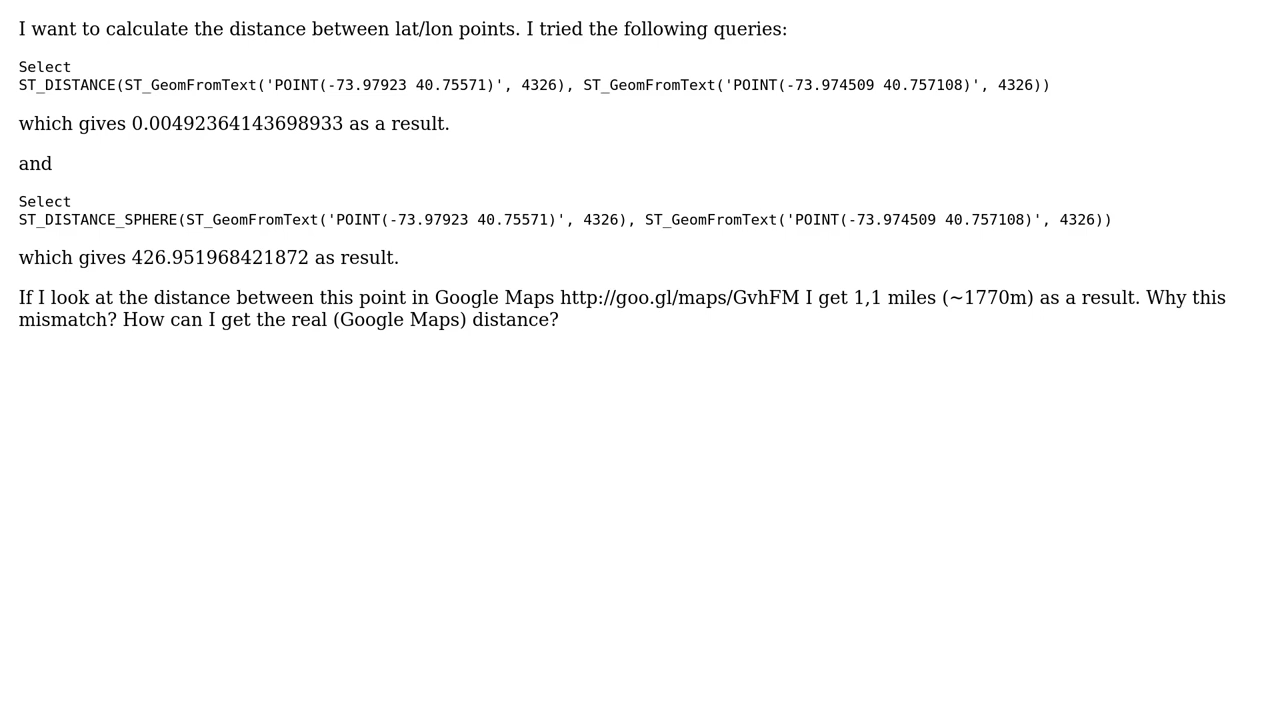 I want to calculate the distance between lat/lon points. I tried the following queries:
Select
ST_DISTANCE(ST_GeomFromText('POINT(-73.97923 40.75571)', 4326), ST_GeomFromText('POINT(-73.974509 40.757108)', 4326))
which gives 0.00492364143698933 as a result.
and
Select
ST_DISTANCE_SPHERE(ST_GeomFromText('POINT(-73.97923 40.75571)', 4326), ST_GeomFromText('POINT(-73.974509 40.757108)', 4326))
which gives 426.951968421872 as result.
If I look at the distance between this point in Google Maps http://goo.gl/maps/GvhFM I get 1,1 miles (~1770m) as a result. Why this
mismatch? How can I get the real (Google Maps) distance?